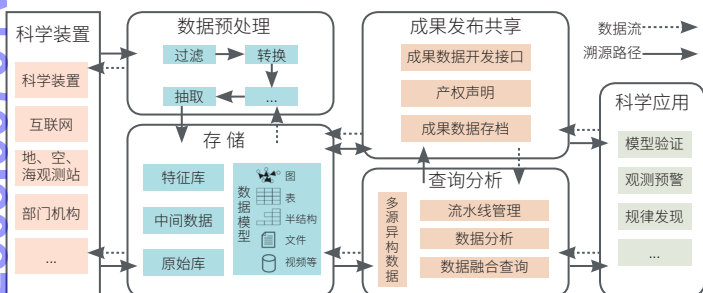 科学装置
科学装置
互联网
地、空、
海观测站
部门机构
...
数据预处理
过滤
转换
抽取
...
存 储
特征库
中间数据
原始库
数据模型
图
表
半结构
文件
视频等
成果发布共享
成果数据开发接口
产权声明
成果数据存档
查询分析
多源异构数据
流水线管理
数据分析
数据融合查询
数据流
溯源路径
科学应用
模型验证
观测预警
规律发现
...